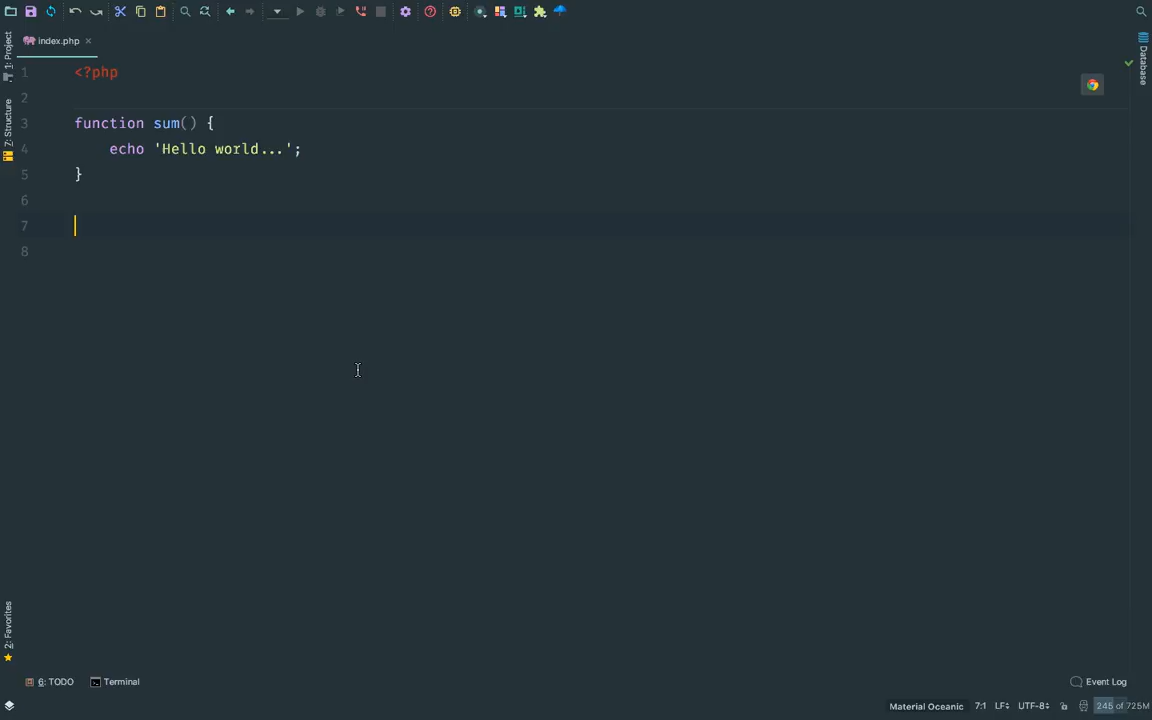 index.php
1: Project
7: Structure
Database
1 <?php
2
3 function sum() {
4     echo 'Hello world...';
5 }
6
7
8
2: Favorites
6: TODO
Terminal
Event Log
Material Oceanic 7:1 LF UTF-8 245 of 725M